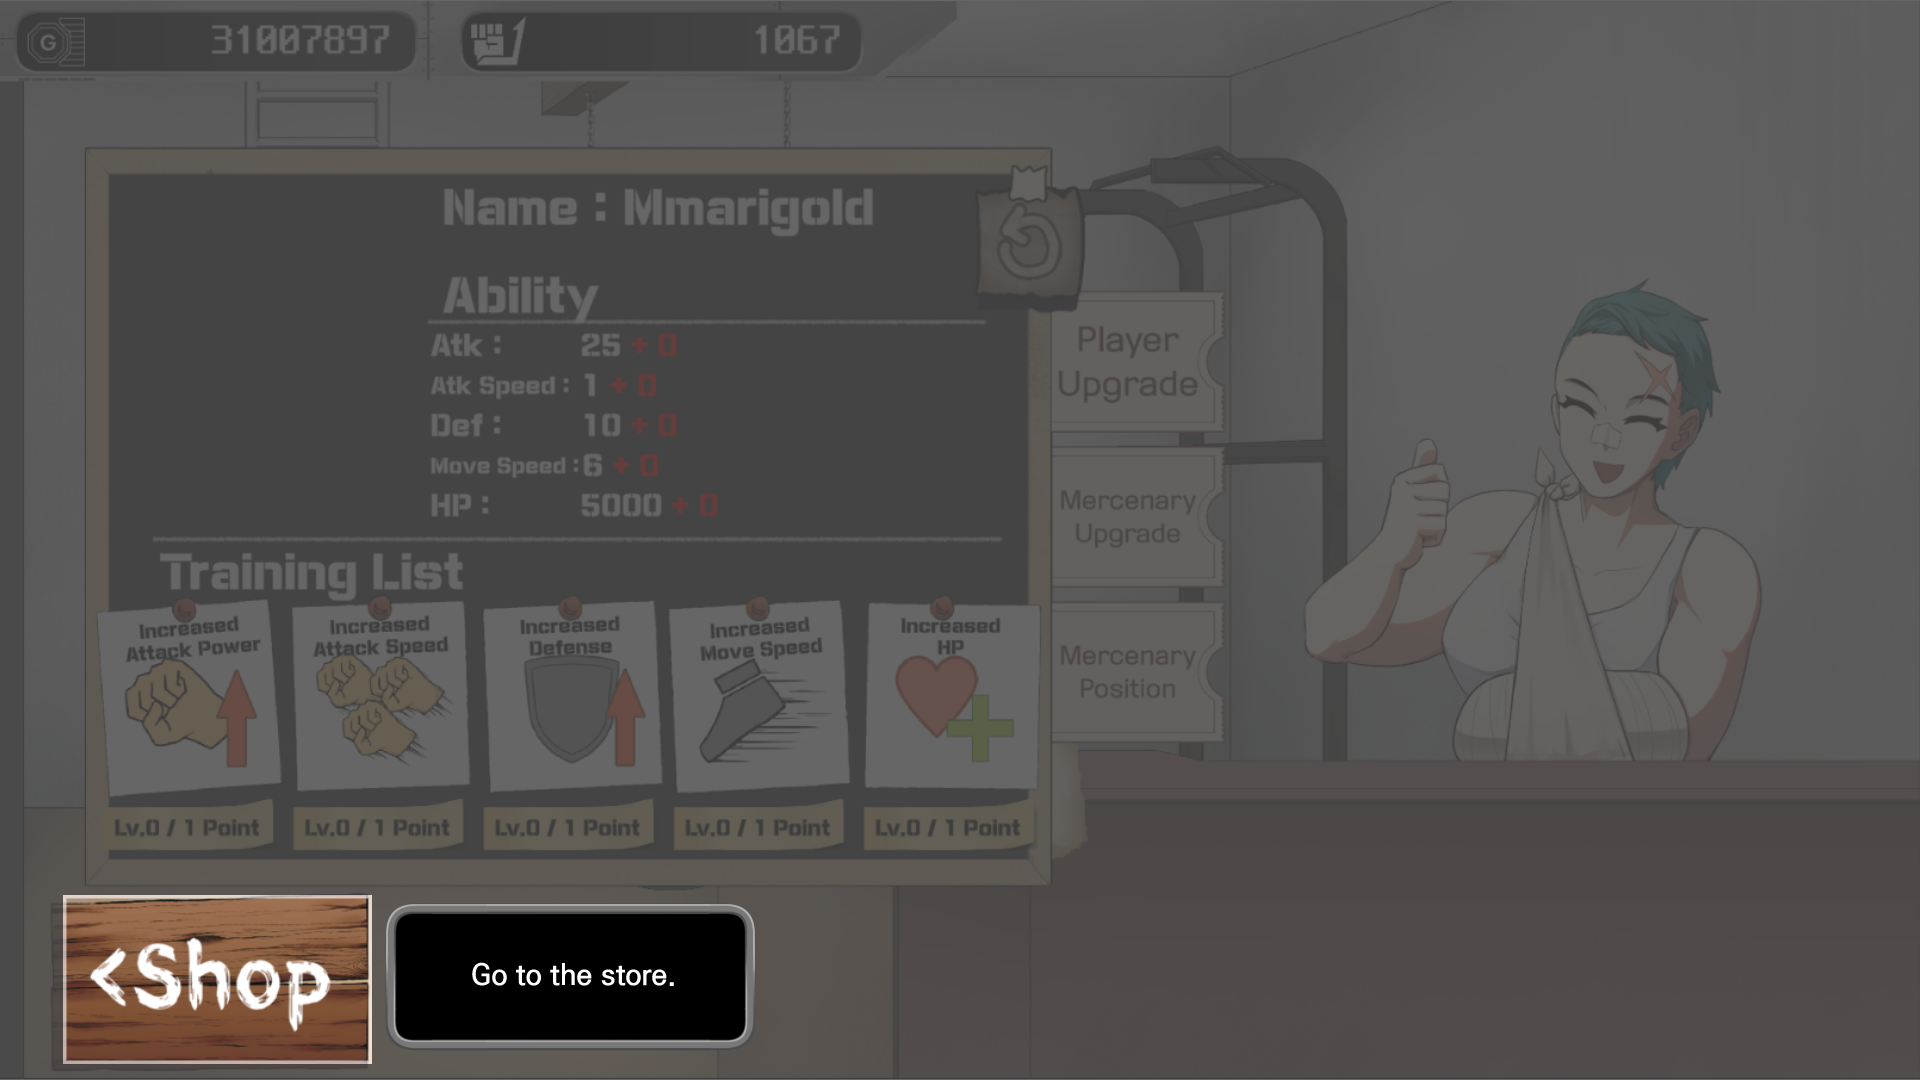 G 31007897 1 1067
Name : Mmarigold
Ability
Atk : 25 + 0
Atk Speed : 1 + 0
Def : 10 + 0
Move Speed : 6 + 0
HP : 5000 + 0
Player
Upgrade
Mercenary
Upgrade
Mercenary
Position
Training List
Increased
Attack Power
Increased
Attack Speed
Increased
Defense
Increased
Move Speed
Increased
HP
Lv.0 / 1 Point
Lv.0 / 1 Point
Lv.0 / 1 Point
Lv.0 / 1 Point
Lv.0 / 1 Point
<Shop
Go to the store.